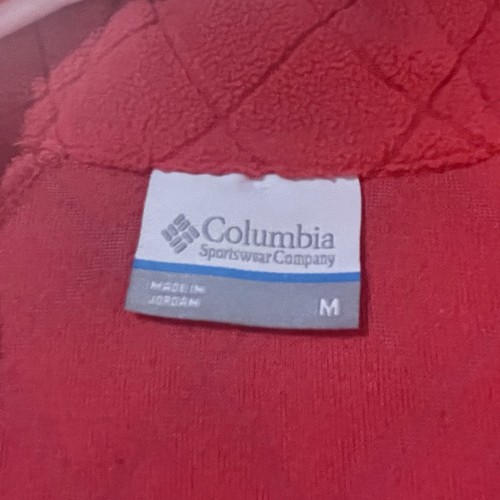 Columbia
Sportswear Company
MADE IN
JORDAN
M